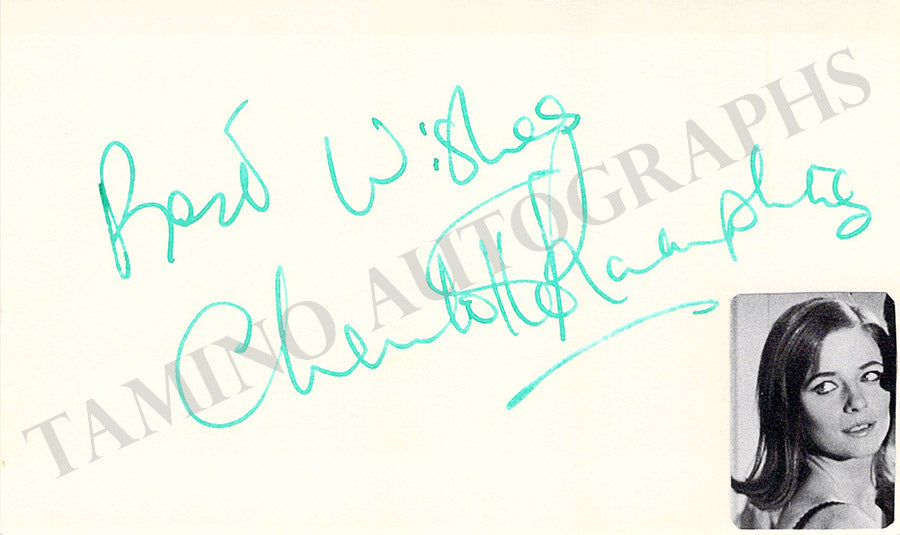 Best Wishes
Charlotte Rampling
TAMINO AUTOGRAPHS